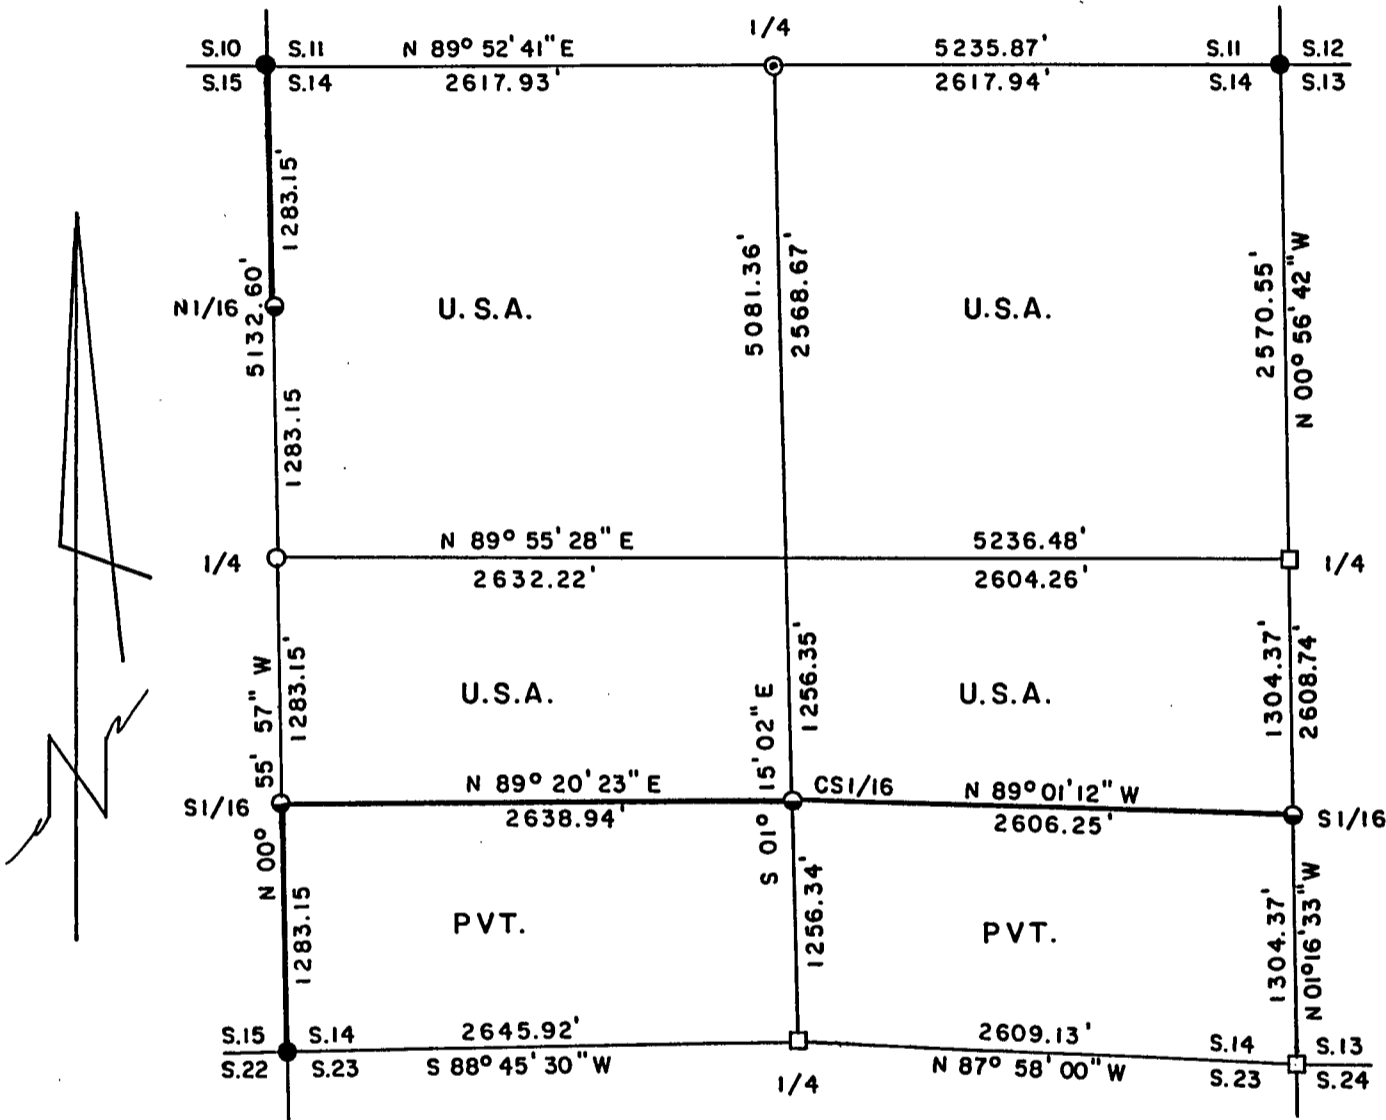 1/4
S.10 S.11 N 89° 52' 41" E 5235.87' S.11 S.12
S.15 S.14 2617.93' 2617.94' S.14 S.13
1283.15'
5132.60'
N1/16
U.S.A.
5081.36'
2568.67'
U.S.A.
2570.55'
N 00° 56' 42" W
1283.15
N 89° 55' 28" E 5236.48'
1/4 2632.22' 2604.26' 1/4
1283.15'
N 00° 55' 57" W
U.S.A.
1256.35'
S 01° 15' 02" E
U.S.A.
1304.37'
2608.74'
S1/16 N 89° 20' 23" E CS1/16 N 89° 01' 12" W S1/16
2638.94' 2606.25'
1283.15
PVT.
1256.34'
PVT.
1304.37'
N 01° 16' 33" W
N
S.15 S.14 2645.92' 2609.13' S.14 S.13
S.22 S.23 S 88° 45' 30" W 1/4 N 87° 58' 00" W S.23 S.24